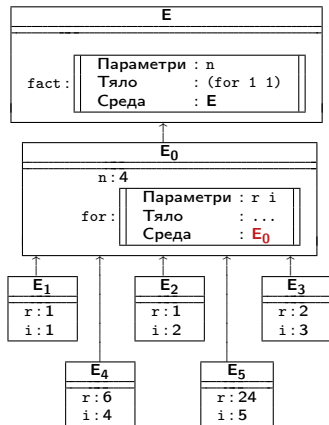 E
Параметри : n
fact : Тяло : (for 1 1)
Среда : E
E₀
n : 4
Параметри : r i
for : Тяло : ...
Среда : E₀
E₁ E₂ E₃
r : 1 r : 1 r : 2
i : 1 i : 2 i : 3
E₄ E₅
r : 6 r : 24
i : 4 i : 5